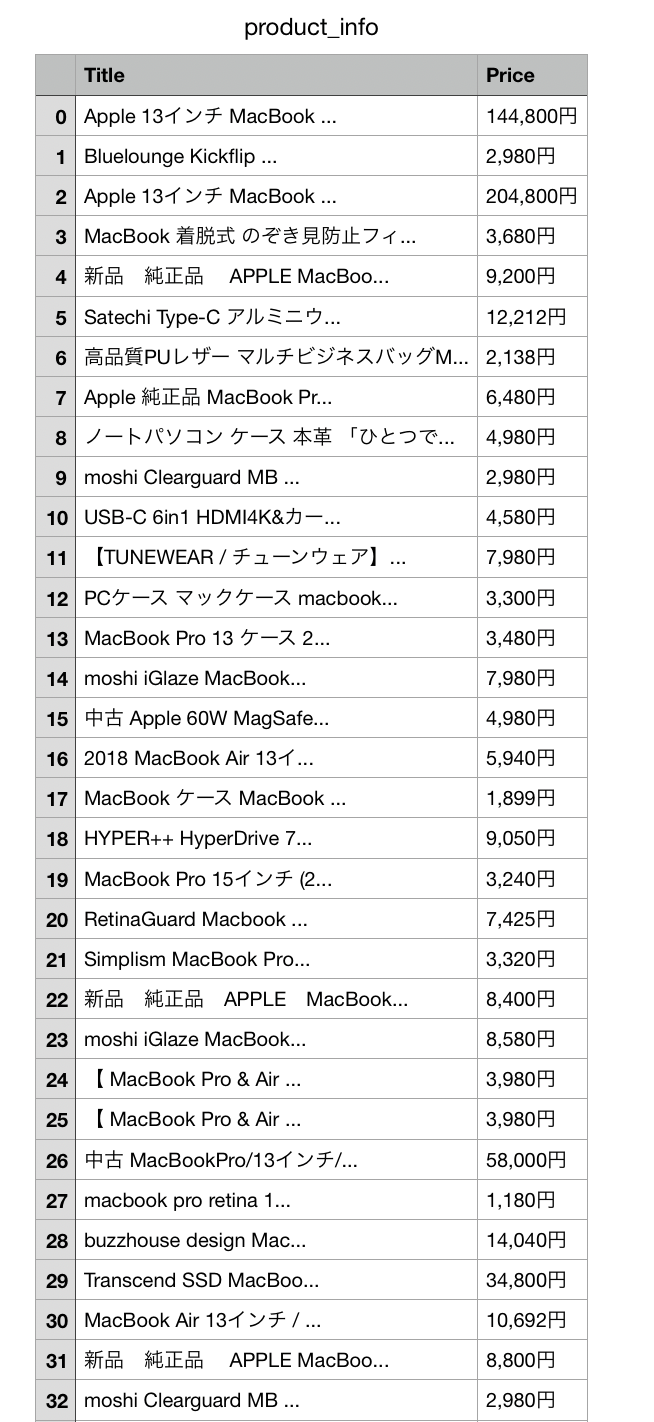 product_info
Title Price
0 Apple 13インチ MacBook ... 144,800円
1 Bluelounge Kickflip ... 2,980円
2 Apple 13インチ MacBook ... 204,800円
3 MacBook 着脱式 のぞき見防止フィ... 3,680円
4 新品　純正品　 APPLE MacBoo... 9,200円
5 Satechi Type-C アルミニウ... 12,212円
6 高品質PUレザー マルチビジネスバッグM... 2,138円
7 Apple 純正品 MacBook Pr... 6,480円
8 ノートパソコン ケース 本革 「ひとつで... 4,980円
9 moshi Clearguard MB ... 2,980円
10 USB-C 6in1 HDMI4K&カー... 4,580円
11 【TUNEWEAR / チューンウェア】... 7,980円
12 PCケース マックケース macbook... 3,300円
13 MacBook Pro 13 ケース 2... 3,480円
14 moshi iGlaze MacBook... 7,980円
15 中古 Apple 60W MagSafe... 4,980円
16 2018 MacBook Air 13イ... 5,940円
17 MacBook ケース MacBook ... 1,899円
18 HYPER++ HyperDrive 7... 9,050円
19 MacBook Pro 15インチ (2... 3,240円
20 RetinaGuard Macbook ... 7,425円
21 Simplism MacBook Pro... 3,320円
22 新品　純正品　APPLE　MacBook... 8,400円
23 moshi iGlaze MacBook... 8,580円
24 【 MacBook Pro & Air ... 3,980円
25 【 MacBook Pro & Air ... 3,980円
26 中古 MacBookPro/13インチ/... 58,000円
27 macbook pro retina 1... 1,180円
28 buzzhouse design Mac... 14,040円
29 Transcend SSD MacBoo... 34,800円
30 MacBook Air 13インチ / ... 10,692円
31 新品　純正品　 APPLE MacBoo... 8,800円
32 moshi Clearguard MB ... 2,980円